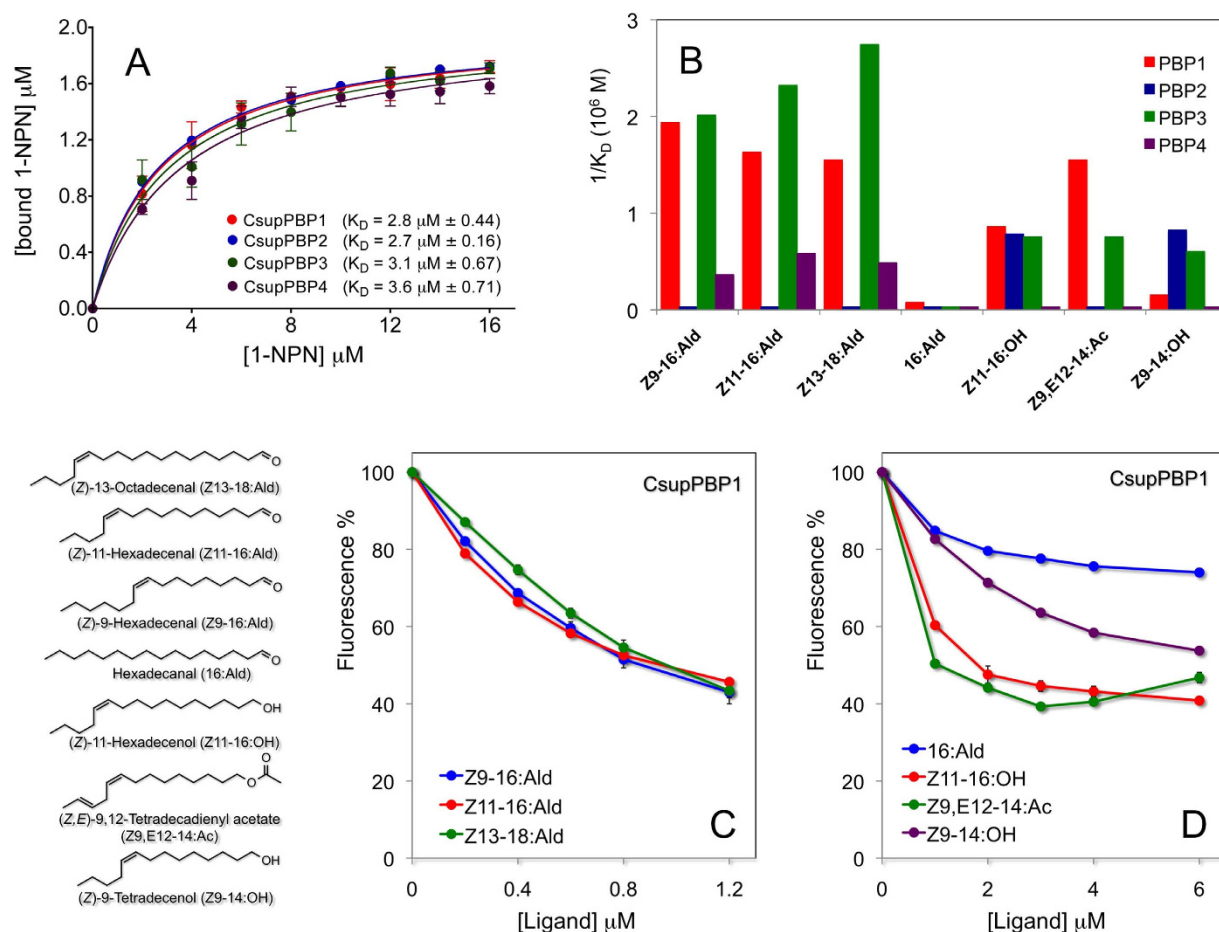 A
[bound 1-NPN] μM
2.0
1.6
1.2
0.8
0.4
0.0
CsupPBP1 (KD = 2.8 μM ± 0.44)
CsupPBP2 (KD = 2.7 μM ± 0.16)
CsupPBP3 (KD = 3.1 μM ± 0.67)
CsupPBP4 (KD = 3.6 μM ± 0.71)
0 4 8 12 16
[1-NPN] μM
B
1/KD (10⁶ M)
3
2
1
0
PBP1
PBP2
PBP3
PBP4
Z9-16:Ald
Z11-16:Ald
Z13-18:Ald
16:Ald
Z11-16:OH
Z9,E12-14:Ac
Z9-14:OH
O
(Z)-13-Octadecenal (Z13-18:Ald)
O
(Z)-11-Hexadecenal (Z11-16:Ald)
O
(Z)-9-Hexadecenal (Z9-16:Ald)
O
Hexadecanal (16:Ald)
OH
(Z)-11-Hexadecenol (Z11-16:OH)
O
O
(Z,E)-9,12-Tetradecadienyl acetate
(Z9,E12-14:Ac)
OH
(Z)-9-Tetradecenol (Z9-14:OH)
CsupPBP1
Fluorescence %
100
80
60
40
20
0
Z9-16:Ald
Z11-16:Ald
Z13-18:Ald
C
0 0.4 0.8 1.2
[Ligand] μM
CsupPBP1
Fluorescence %
100
80
60
40
20
0
16:Ald
Z11-16:OH
Z9,E12-14:Ac
Z9-14:OH
D
0 2 4 6
[Ligand] μM